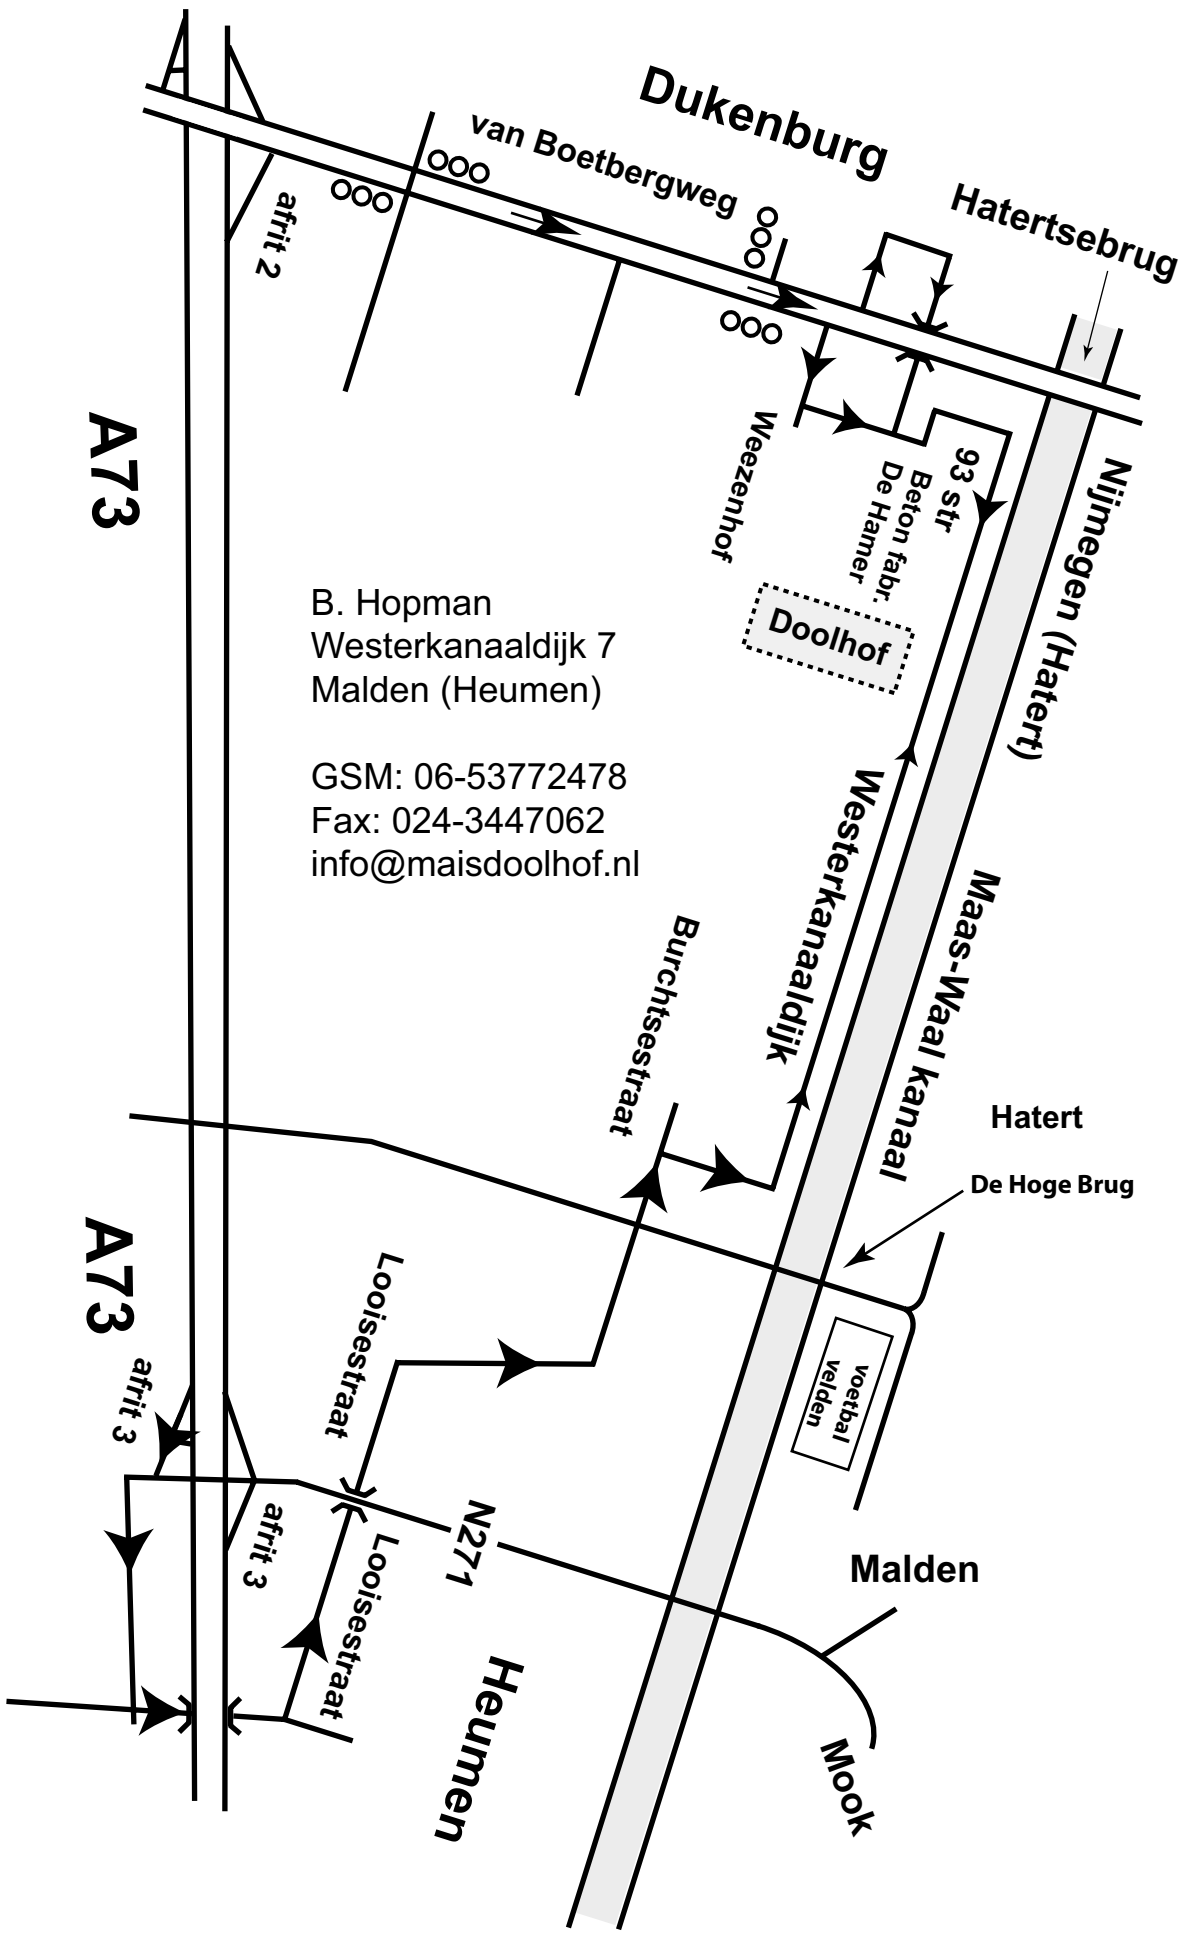 Dukenburg
van Boetbergweg
Hatertsebrug
afrit 2
A73
Weezenhof
Beton fabr.
De Hamer
93 str
Nijmegen (Hatert)
Doolhof
B. Hopman
Westerkanaaldijk 7
Malden (Heumen)
GSM: 06-53772478
Fax: 024-3447062
info@maisdoolhof.nl
Westerkanaaldijk
Maas-Waal kanaal
Burchtsestraat
Hatert
De Hoge Brug
A73
Looisestraat
voetbal
velden
afrit 3
afrit 3
Looisestraat
N271
Malden
Heumen
Mook